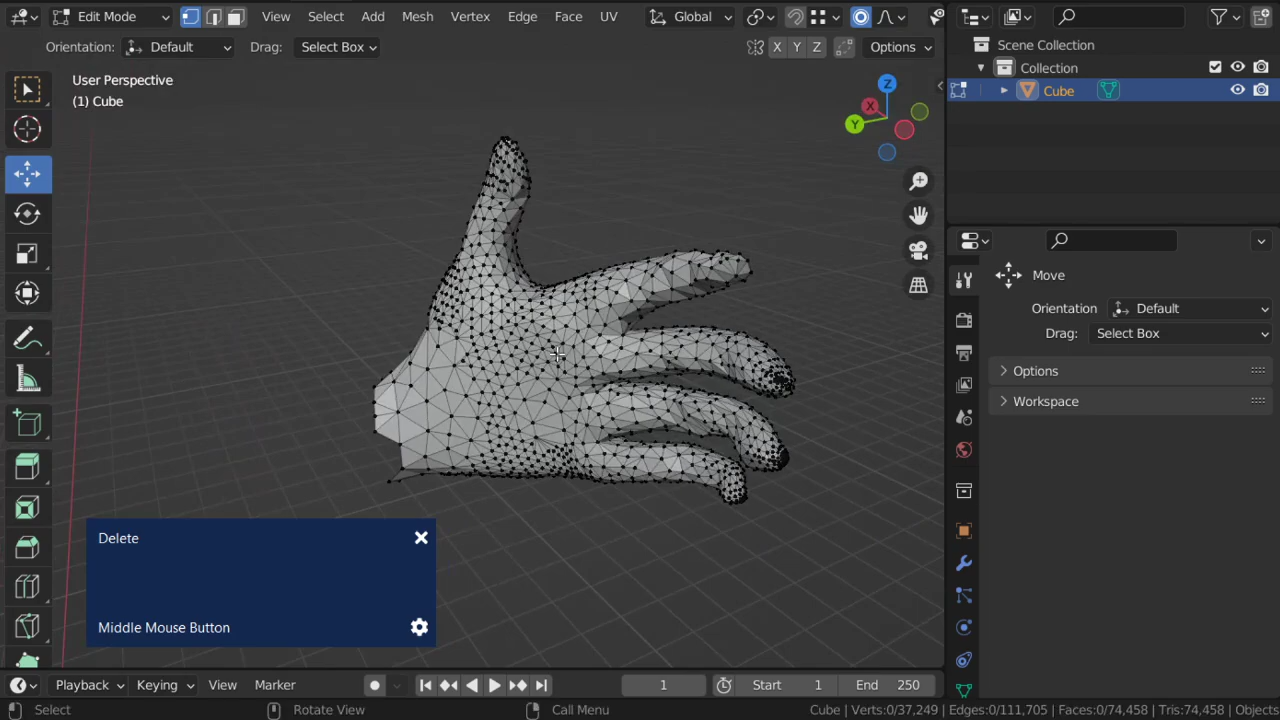 Edit Mode View Select Add Mesh Vertex Edge Face UV Global
Orientation: Default Drag: Select Box X Y Z Options
User Perspective
(1) Cube
Z
X
Y
Scene Collection
Collection
Cube
Move
Orientation Default
Drag: Select Box
Options
Workspace
Delete
Middle Mouse Button
Playback Keying View Marker 1 Start 1 End 250
Select Rotate View Call Menu Cube | Verts:0/37,249 | Edges:0/111,705 | Faces:0/74,458 | Tris:74,458 | Objects